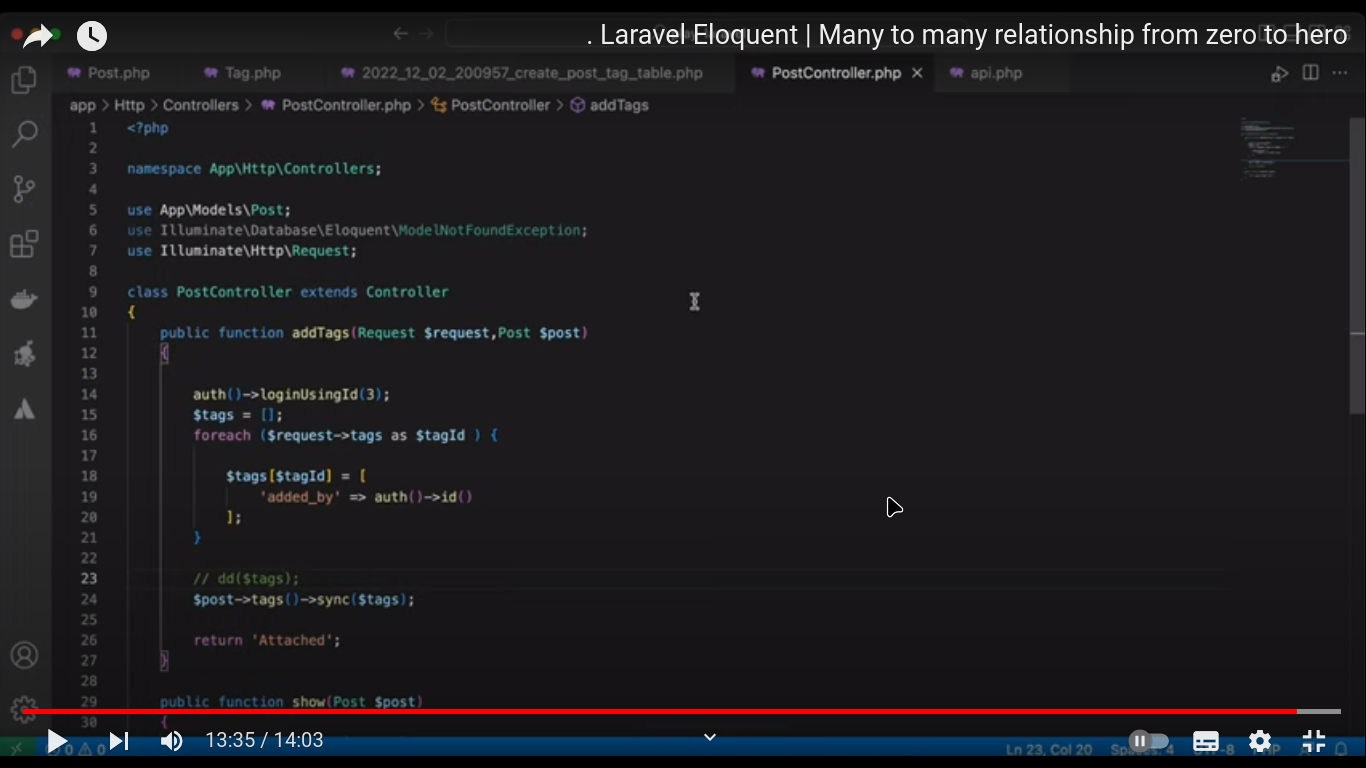 . Laravel Eloquent | Many to many relationship from zero to hero
Post.php
Tag.php
2022_12_02_200957_create_post_tag_table.php
PostController.php
api.php
app > Http > Controllers > PostController.php > PostController > addTags
1 <?php
2
3 namespace App\Http\Controllers;
4
5 use App\Models\Post;
6 use Illuminate\Database\Eloquent\ModelNotFoundException;
7 use Illuminate\Http\Request;
8
9 class PostController extends Controller
10 {
11 public function addTags(Request $request,Post $post)
12 {
13
14 auth()->loginUsingId(3);
15 $tags = [];
16 foreach ($request->tags as $tagId ) {
17
18 $tags[$tagId] = [
19 'added_by' => auth()->id()
20 ];
21 }
22
23 // dd($tags);
24 $post->tags()->sync($tags);
25
26 return 'Attached';
27 }
28
29 public function show(Post $post)
30 {
13:35 / 14:03
0 0
Ln 23, Col 20